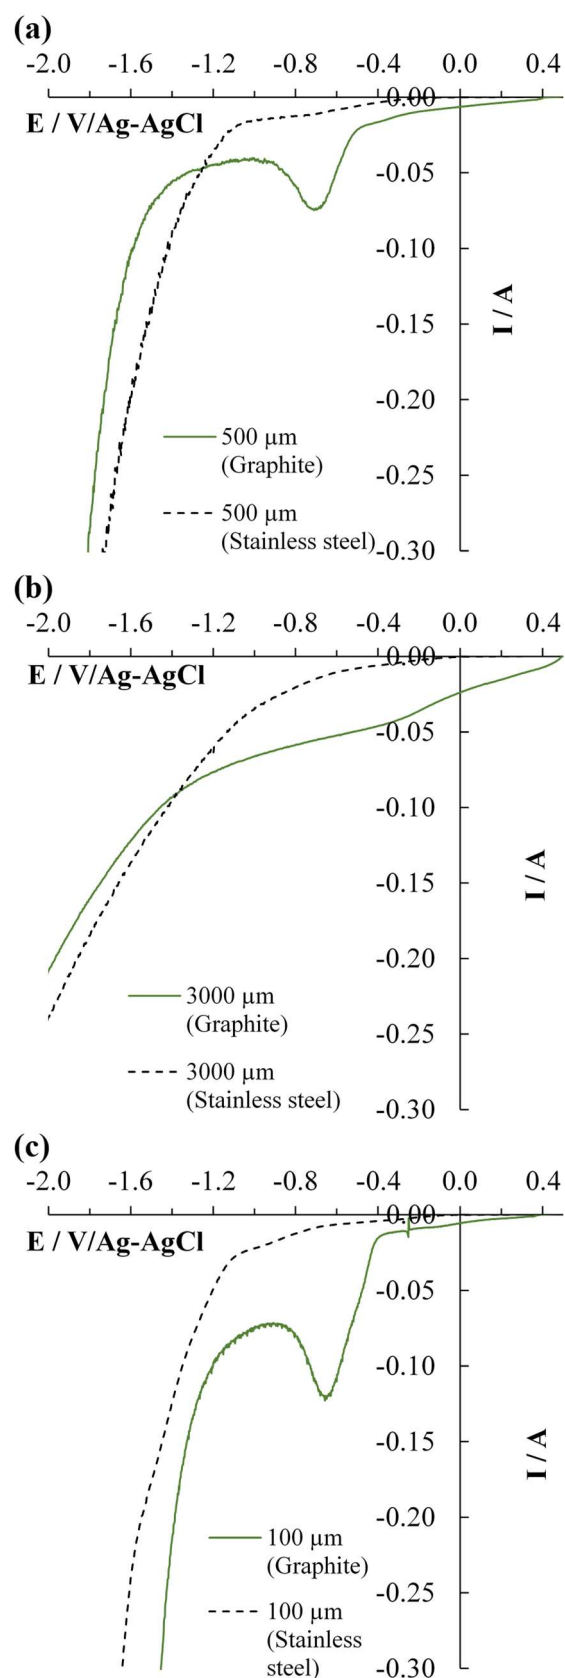 (a)
-2.0 -1.6 -1.2 -0.8 -0.4 0.0 0.4
0.00
E / V/Ag-AgCl
-0.05
-0.10
I / A
-0.15
-0.20
500 µm
(Graphite)
-0.25
500 µm
(Stainless steel)
-0.30
(b)
-2.0 -1.6 -1.2 -0.8 -0.4 0.0 0.4
0.00
E / V/Ag-AgCl
-0.05
-0.10
I / A
-0.15
-0.20
3000 µm
(Graphite)
-0.25
3000 µm
(Stainless steel)
-0.30
(c)
-2.0 -1.6 -1.2 -0.8 -0.4 0.0 0.4
0.00
E / V/Ag-AgCl
-0.05
-0.10
I / A
-0.15
-0.20
100 µm
(Graphite)
-0.25
100 µm
(Stainless
steel)
-0.30